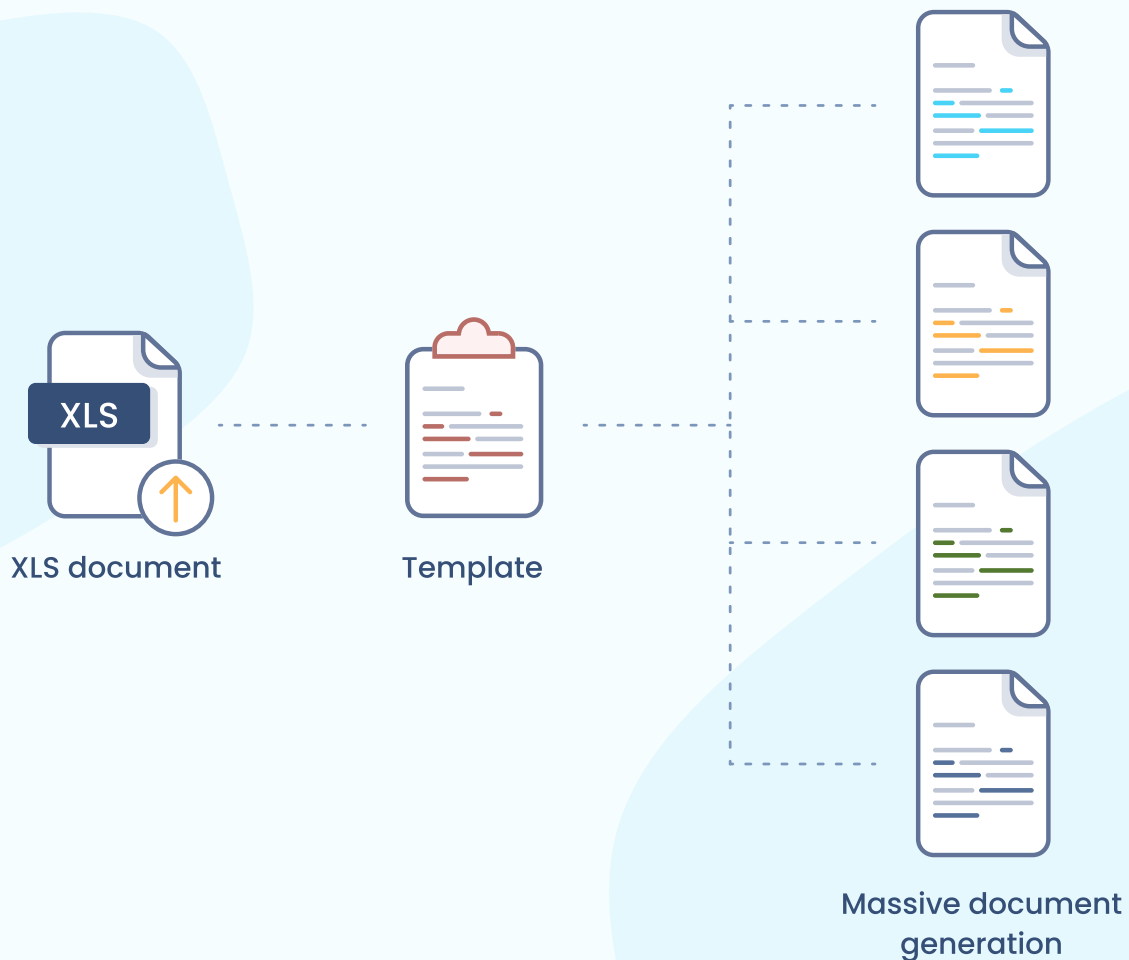 XLS
XLS document
Template
Massive document
generation